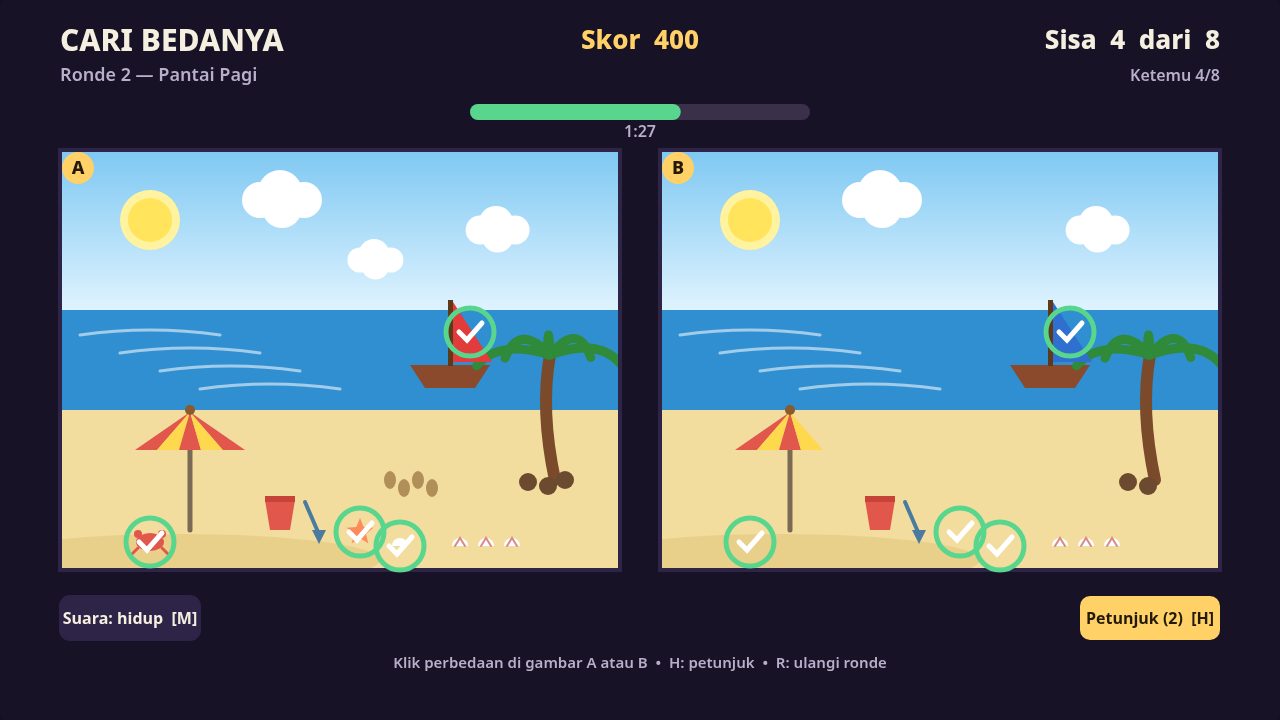 CARI BEDANYA
Skor 400
Sisa 4 dari 8
Ronde 2 — Pantai Pagi
Ketemu 4/8
1:27
A
B
Suara: hidup [M]
Petunjuk (2) [H]
Klik perbedaan di gambar A atau B • H: petunjuk • R: ulangi ronde